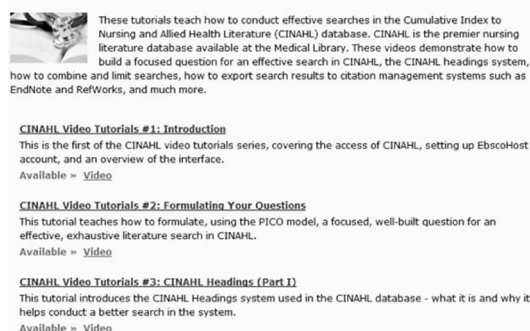 These tutorials teach how to conduct effective searches in the Cumulative Index to
Nursing and Allied Health Literature (CINAHL) database. CINAHL is the premier nursing
literature database available at the Medical Library. These videos demonstrate how to
build a focused question for an effective search in CINAHL, the CINAHL headings system,
how to combine and limit searches, how to export search results to citation management systems such as
EndNote and RefWorks, and much more.
CINAHL Video Tutorials #1: Introduction
This is the first of the CINAHL video tutorials series, covering the access of CINAHL, setting up EbscoHost
account, and an overview of the interface.
Available » Video
CINAHL Video Tutorials #2: Formulating Your Questions
This tutorial teaches how to formulate, using the PICO model, a focused, well-built question for an
effective, exhaustive literature search in CINAHL.
Available » Video
CINAHL Video Tutorials #3: CINAHL Headings (Part I)
This tutorial introduces the CINAHL Headings system used in the CINAHL database - what it is and why it
helps conduct a better search in the system.
Available » Video